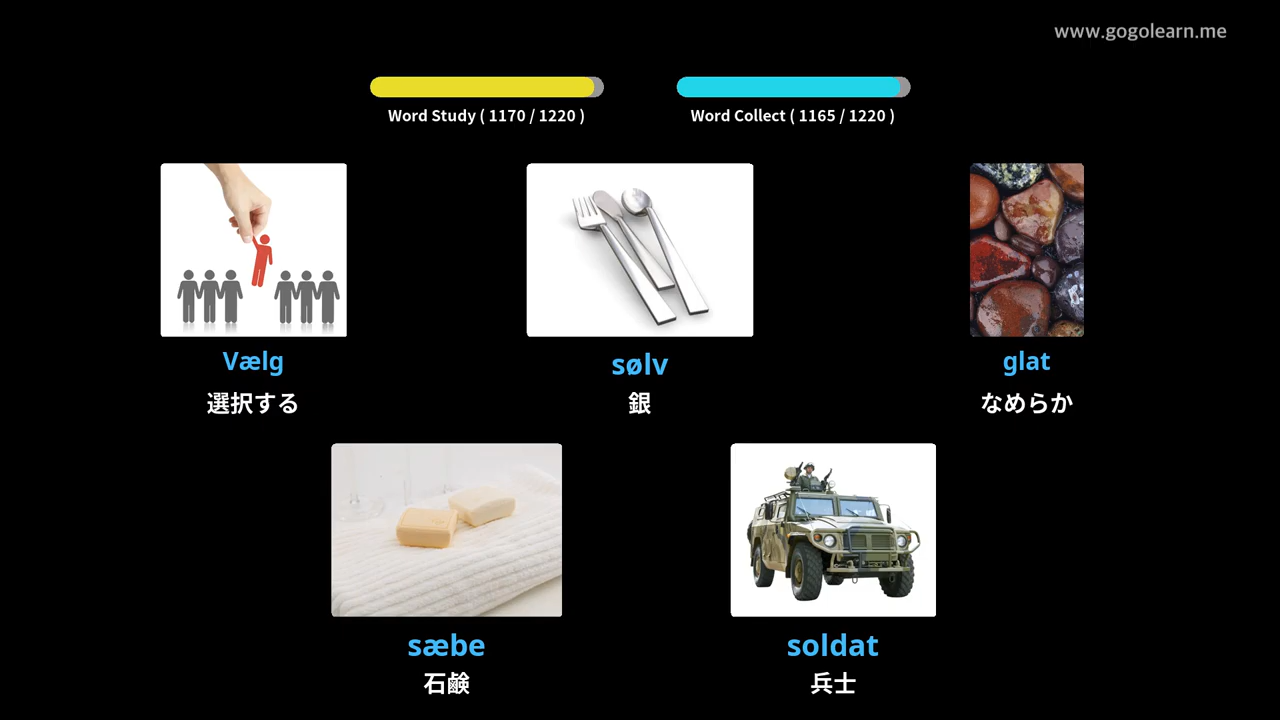 www.gogolearn.me
Word Study ( 1170 / 1220 )
Word Collect ( 1165 / 1220 )
Vælg
選択する
sølv
銀
glat
なめらか
sæbe
石鹸
soldat
兵士